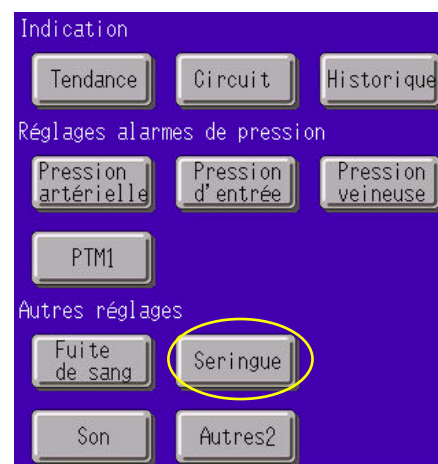 Indication
Tendance Circuit Historique
Réglages alarmes de pression
Pression Pression Pression
artérielle d'entrée veineuse
PTM1
Autres réglages
Fuite
de sang Seringue
Son Autres2